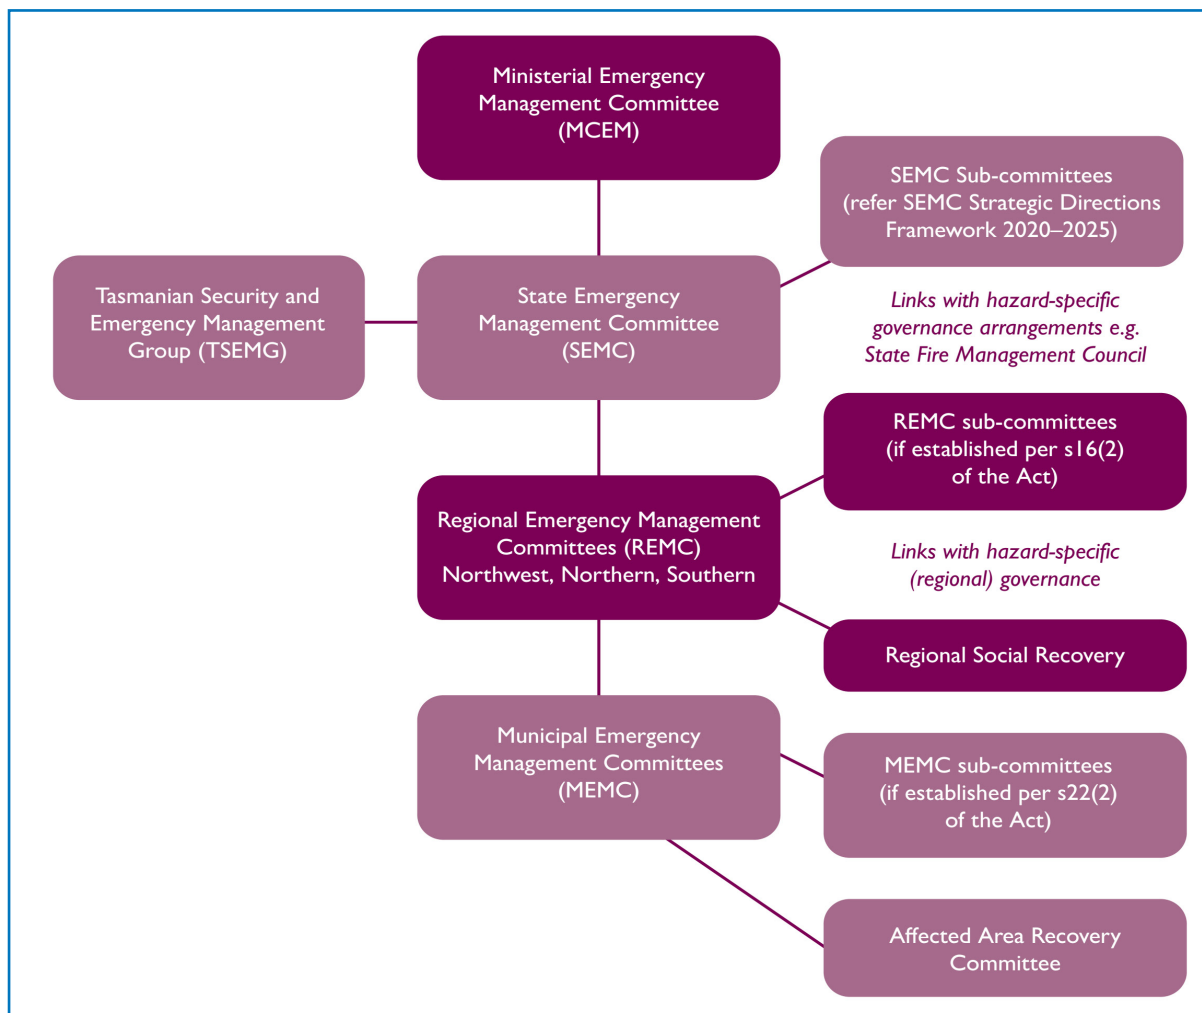 Ministerial Emergency
Management Committee
(MCEM)
SEMC Sub-committees
(refer SEMC Strategic Directions
Framework 2020–2025)
Tasmanian Security and
Emergency Management
Group (TSEMG)
State Emergency
Management Committee
(SEMC)
Links with hazard-specific
governance arrangements e.g.
State Fire Management Council
REMC sub-committees
(if established per s16(2)
of the Act)
Regional Emergency Management
Committees (REMC)
Northwest, Northern, Southern
Links with hazard-specific
(regional) governance
Regional Social Recovery
Municipal Emergency
Management Committees
(MEMC)
MEMC sub-committees
(if established per s22(2)
of the Act)
Affected Area Recovery
Committee